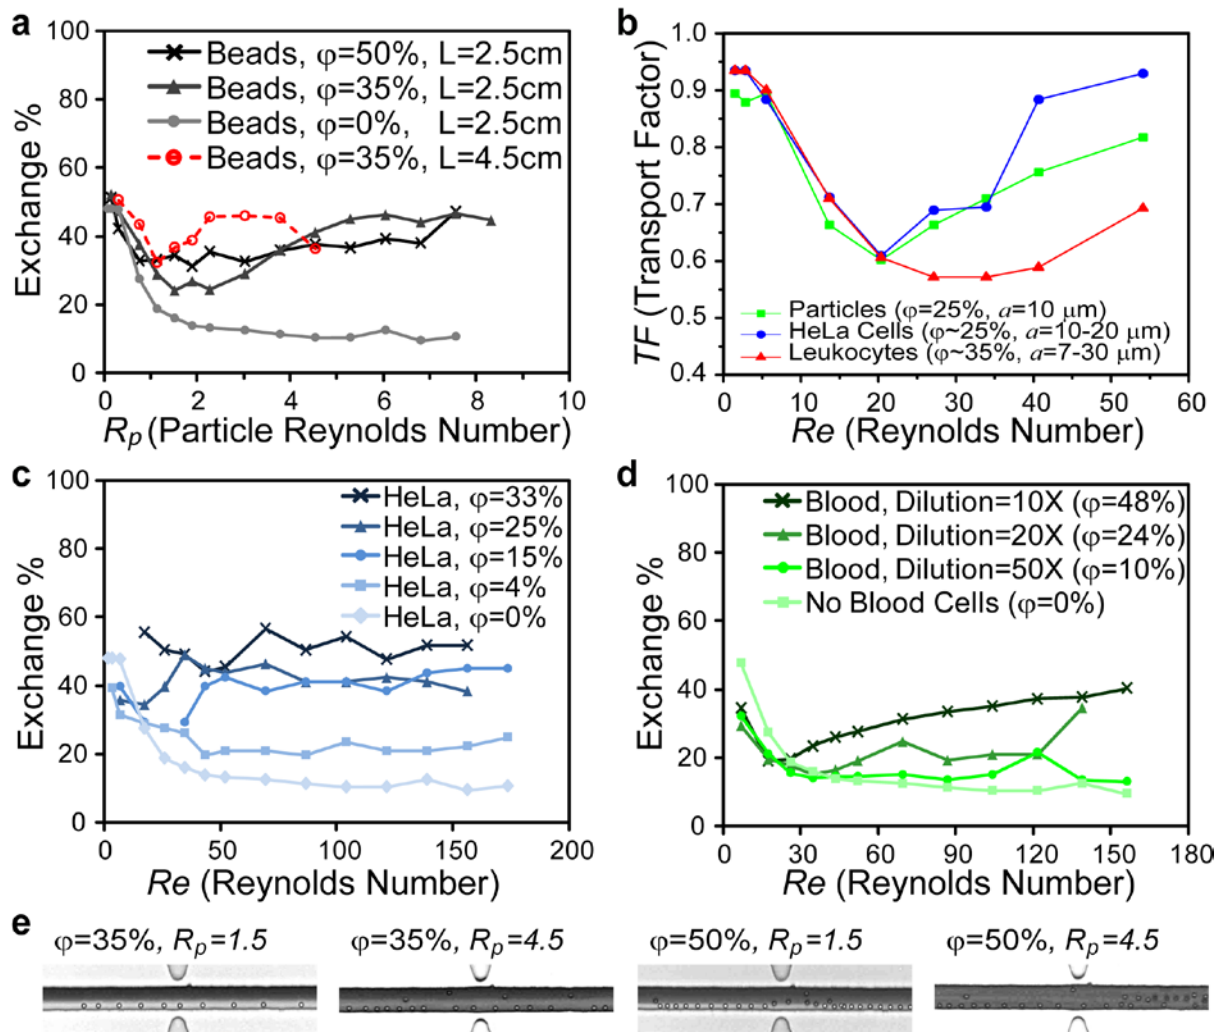 a
100
80
60
40
20
0
Exchange %
Beads, φ=50%, L=2.5cm
Beads, φ=35%, L=2.5cm
Beads, φ=0%, L=2.5cm
Beads, φ=35%, L=4.5cm
0 2 4 6 8 10
Rp (Particle Reynolds Number)
b
1.0
0.9
0.8
0.7
0.6
0.5
0.4
TF (Transport Factor)
Particles (φ=25%, a=10 μm)
HeLa Cells (φ~25%, a=10-20 μm)
Leukocytes (φ~35%, a=7-30 μm)
0 10 20 30 40 50 60
Re (Reynolds Number)
c
100
80
60
40
20
0
Exchange %
HeLa, φ=33%
HeLa, φ=25%
HeLa, φ=15%
HeLa, φ=4%
HeLa, φ=0%
0 50 100 150 200
Re (Reynolds Number)
d
100
80
60
40
20
0
Exchange %
Blood, Dilution=10X (φ=48%)
Blood, Dilution=20X (φ=24%)
Blood, Dilution=50X (φ=10%)
No Blood Cells (φ=0%)
0 30 60 90 120 150 180
Re (Reynolds Number)
e
φ=35%, Rp=1.5
φ=35%, Rp=4.5
φ=50%, Rp=1.5
φ=50%, Rp=4.5